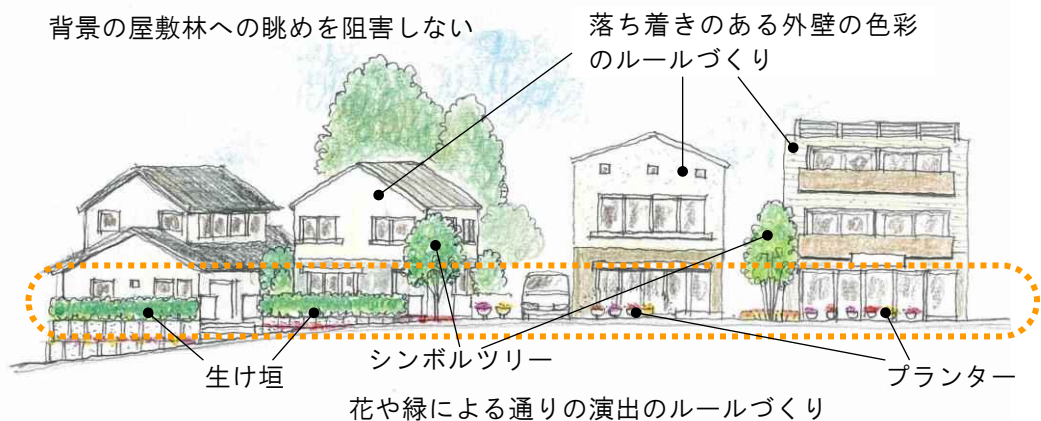 背景の屋敷林への眺めを阻害しない
落ち着きのある外壁の色彩
のルールづくり
生け垣
シンボルツリー
プランター
花や緑による通りの演出のルールづくり